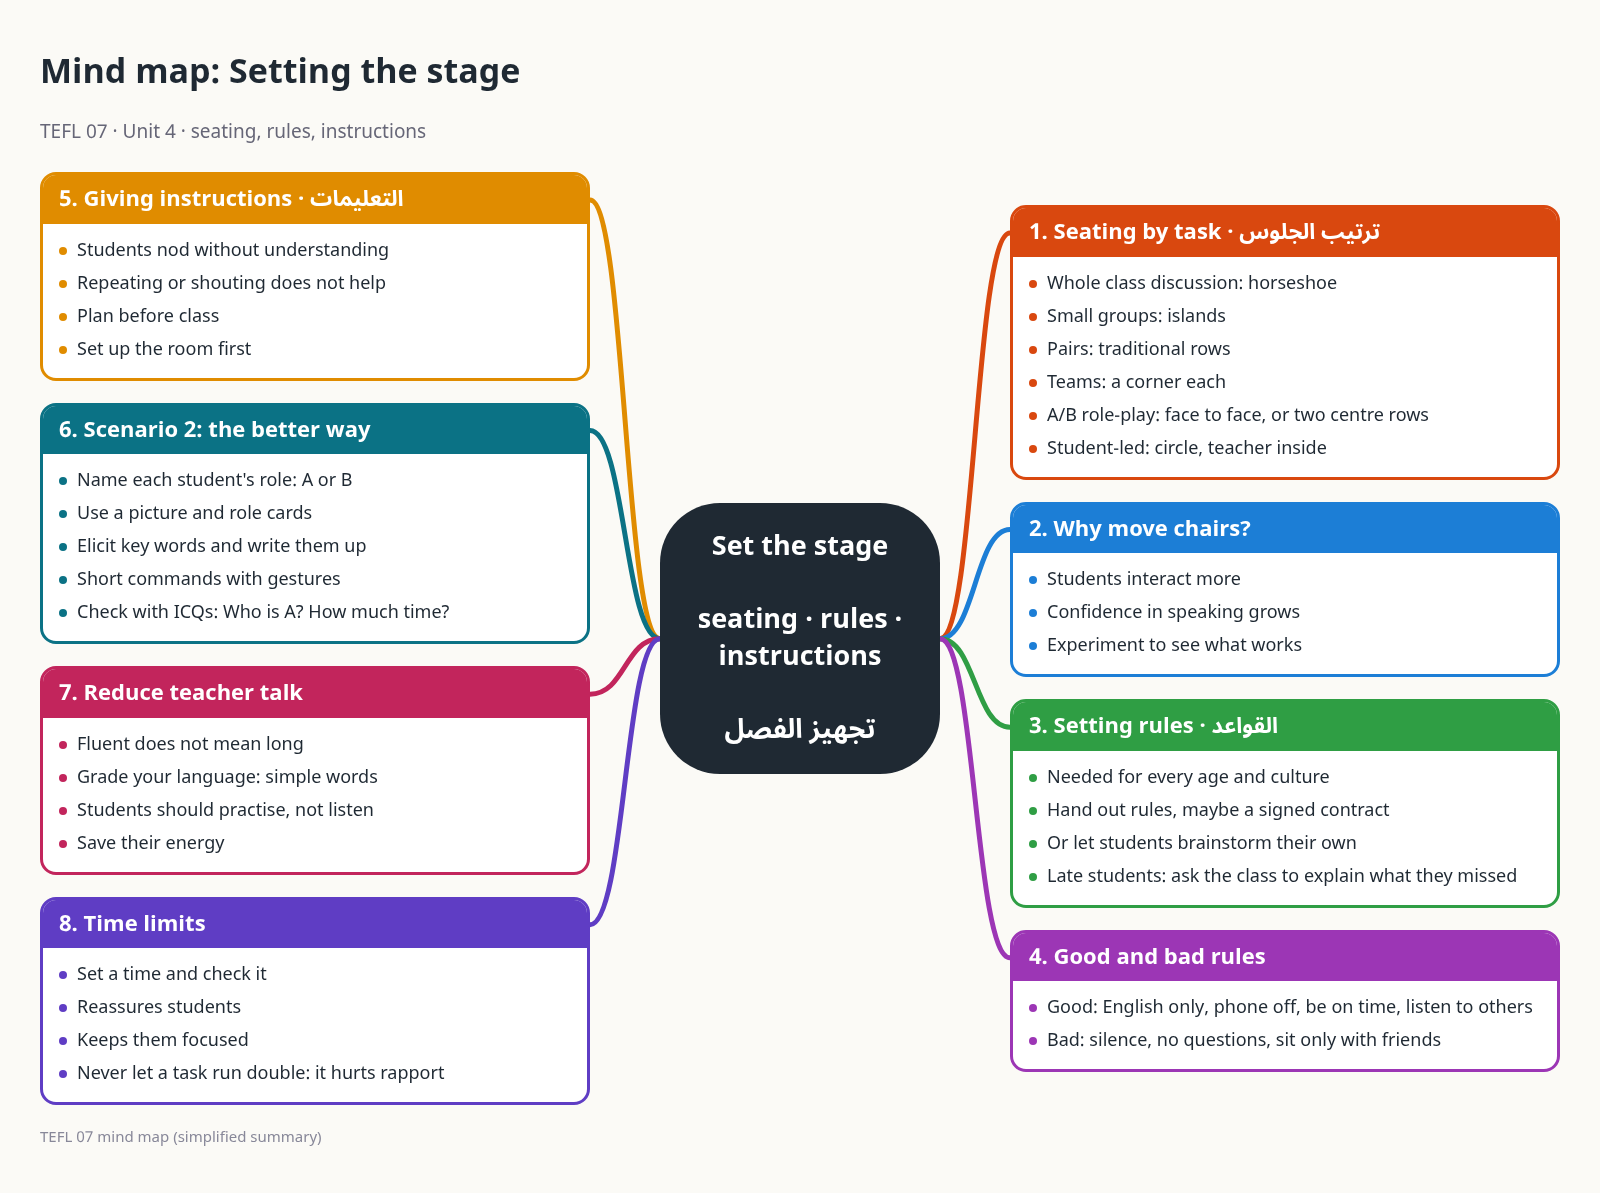 Mind map: Setting the stage
TEFL 07 · Unit 4 · seating, rules, instructions
Set the stage
seating · rules ·
instructions
تجهيز الفصل
1. Seating by task · ترتيب الجلوس
Whole class discussion: horseshoe
Small groups: islands
Pairs: traditional rows
Teams: a corner each
A/B role-play: face to face, or two centre rows
Student-led: circle, teacher inside
2. Why move chairs?
Students interact more
Confidence in speaking grows
Experiment to see what works
3. Setting rules · القواعد
Needed for every age and culture
Hand out rules, maybe a signed contract
Or let students brainstorm their own
Late students: ask the class to explain what they missed
4. Good and bad rules
Good: English only, phone off, be on time, listen to others
Bad: silence, no questions, sit only with friends
5. Giving instructions · التعليمات
Students nod without understanding
Repeating or shouting does not help
Plan before class
Set up the room first
6. Scenario 2: the better way
Name each student's role: A or B
Use a picture and role cards
Elicit key words and write them up
Short commands with gestures
Check with ICQs: Who is A? How much time?
7. Reduce teacher talk
Fluent does not mean long
Grade your language: simple words
Students should practise, not listen
Save their energy
8. Time limits
Set a time and check it
Reassures students
Keeps them focused
Never let a task run double: it hurts rapport
TEFL 07 mind map (simplified summary)